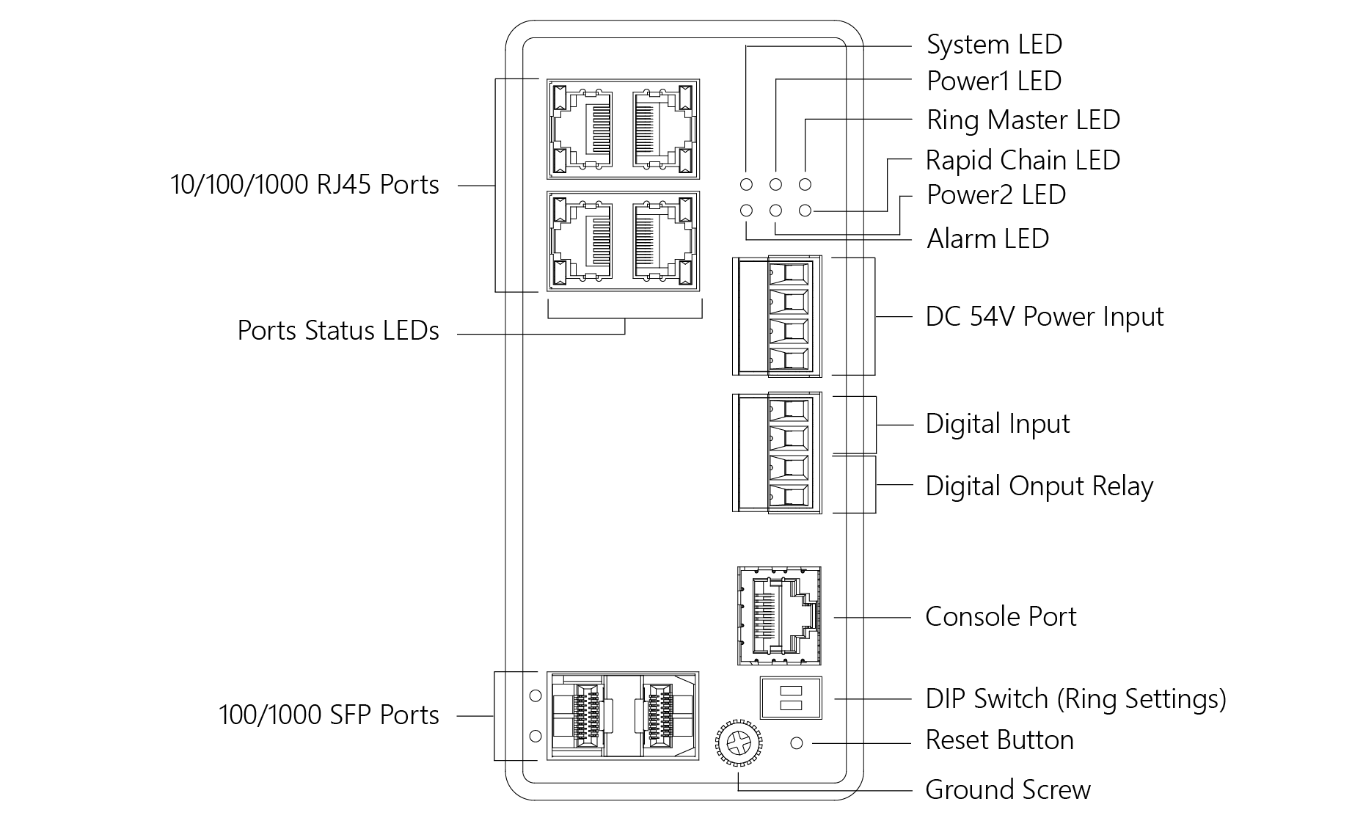 System LED
Power1 LED
Ring Master LED
Rapid Chain LED
10/100/1000 RJ45 Ports
Power2 LED
Alarm LED
DC 54V Power Input
Ports Status LEDs
Digital Input
Digital Onput Relay
Console Port
DIP Switch (Ring Settings)
100/1000 SFP Ports
Reset Button
Ground Screw